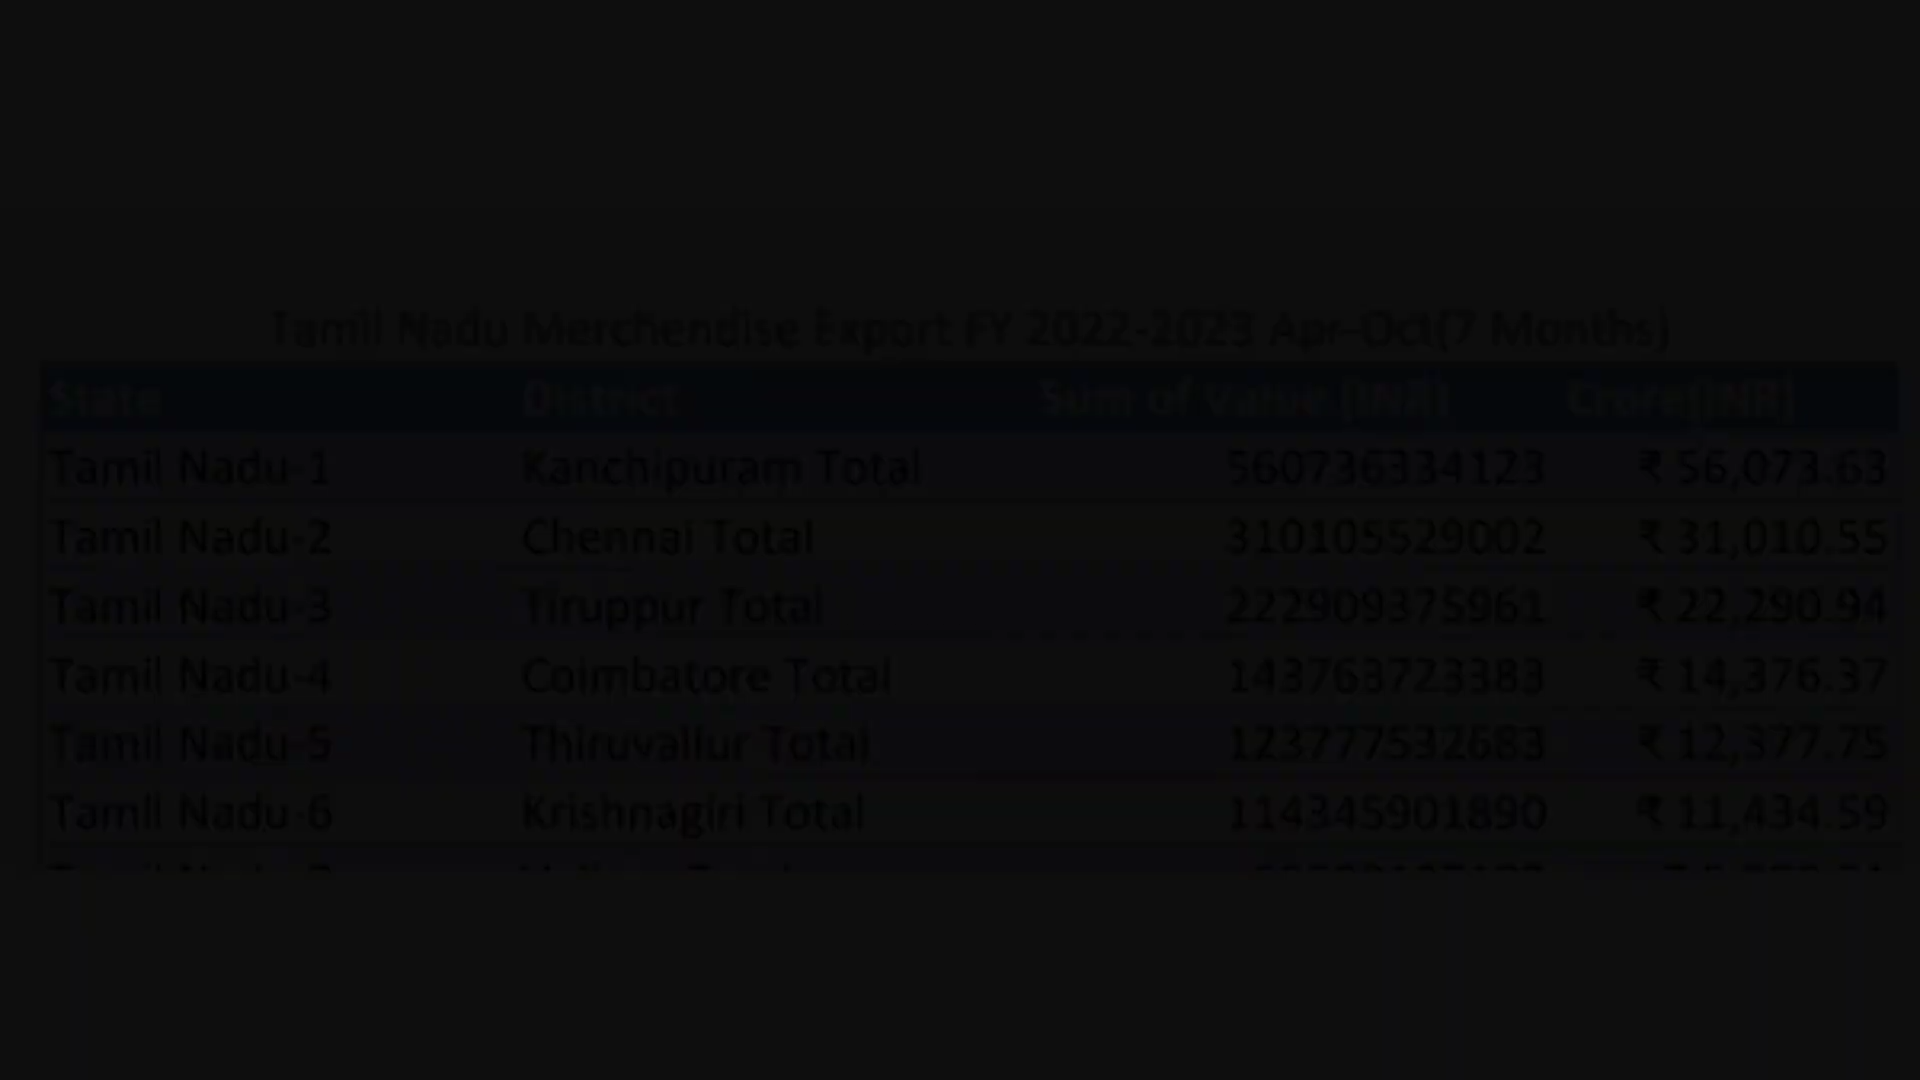 Tamil Nadu Merchendise Export FY 2022-2023 Apr-Oct(7 Months)
State District Sum of Value (INR) Crore(INR)
Tamil Nadu-1 Kanchipuram Total 560736334123 ₹ 56,073.63
Tamil Nadu-2 Chennai Total 310105529002 ₹ 31,010.55
Tamil Nadu-3 Tiruppur Total 222909375961 ₹ 22,290.94
Tamil Nadu-4 Coimbatore Total 143763723383 ₹ 14,376.37
Tamil Nadu-5 Thiruvallur Total 123777532683 ₹ 12,377.75
Tamil Nadu-6 Krishnagiri Total 114345901890 ₹ 11,434.59